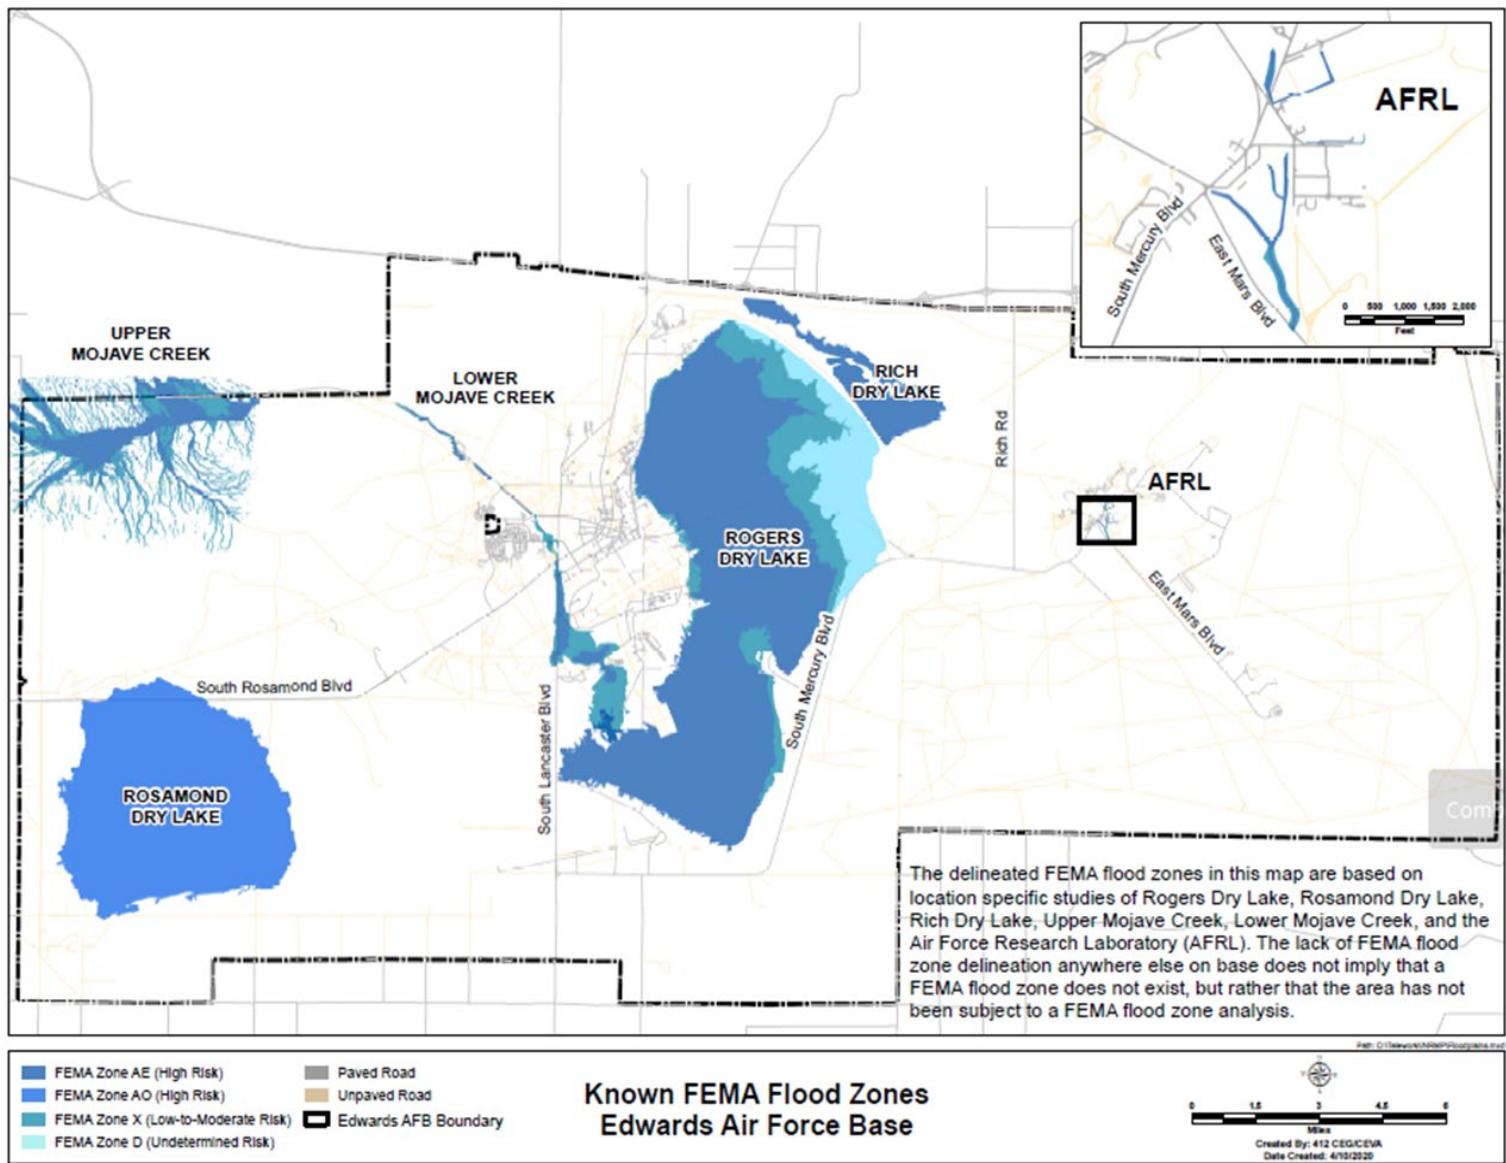 AFRL
South Mercury Blvd
East Mars Blvd
0 500 1,000 1,500 2,000
Feet
UPPER
MOJAVE CREEK
LOWER
MOJAVE CREEK
RICH
DRY LAKE
Rich Rd
AFRL
ROGERS
DRY LAKE
East Mars Blvd
South Mercury Blvd
South Rosamond Blvd
South Lancaster Blvd
ROSAMOND
DRY LAKE
Com
The delineated FEMA flood zones in this map are based on
location specific studies of Rogers Dry Lake, Rosamond Dry Lake,
Rich Dry Lake, Upper Mojave Creek, Lower Mojave Creek, and the
Air Force Research Laboratory (AFRL). The lack of FEMA flood
zone delineation anywhere else on base does not imply that a
FEMA flood zone does not exist, but rather that the area has not
been subject to a FEMA flood zone analysis.
FEMA Zone AE (High Risk)
FEMA Zone AO (High Risk)
FEMA Zone X (Low-to-Moderate Risk)
FEMA Zone D (Undetermined Risk)
Paved Road
Unpaved Road
Edwards AFB Boundary
Known FEMA Flood Zones
Edwards Air Force Base
0 1.5 3 4.5 6
Miles
Created By: 412 CEG/CEVA
Date Created: 4/10/2020